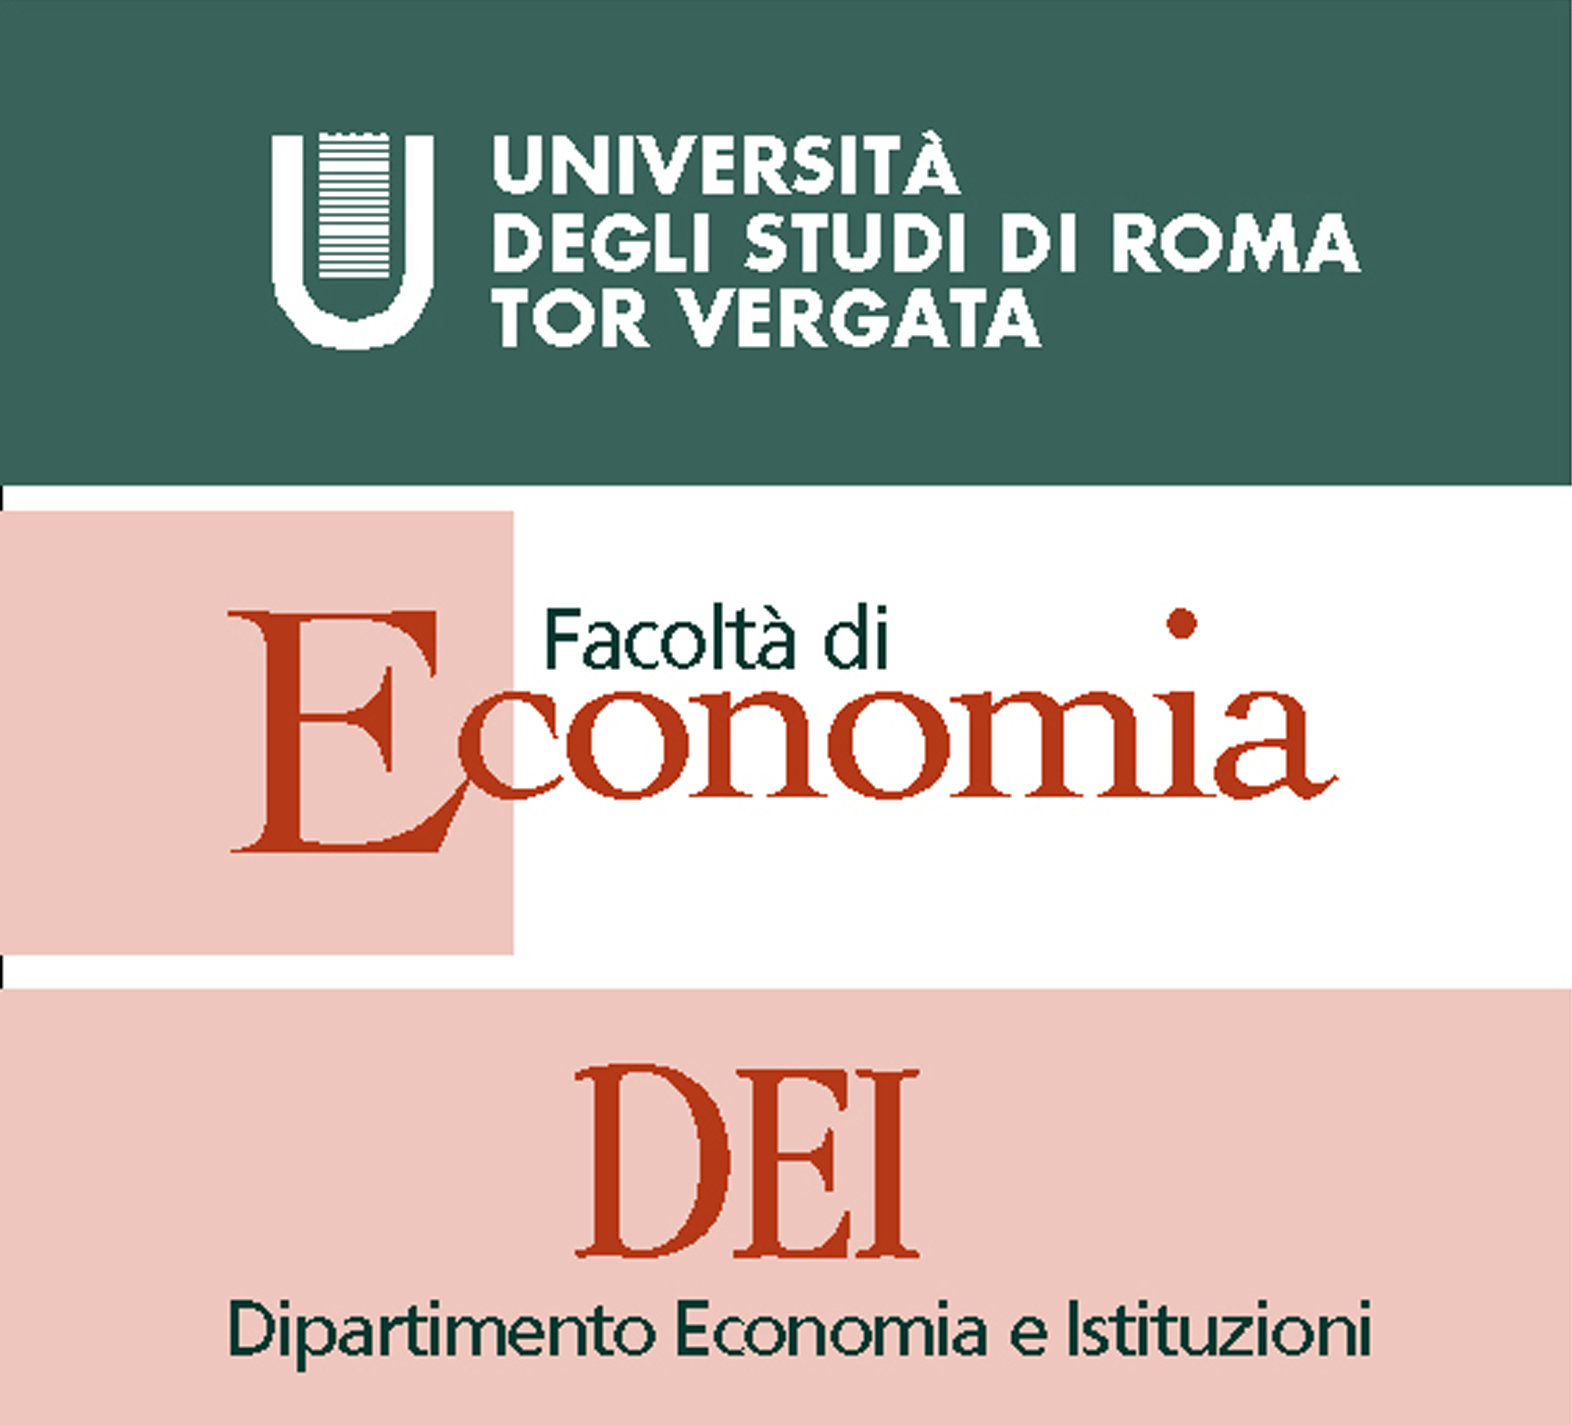 UNIVERSITÀ
DEGLI STUDI DI ROMA
TOR VERGATA
Facoltà di
Economia
DEI
Dipartimento Economia e Istituzioni